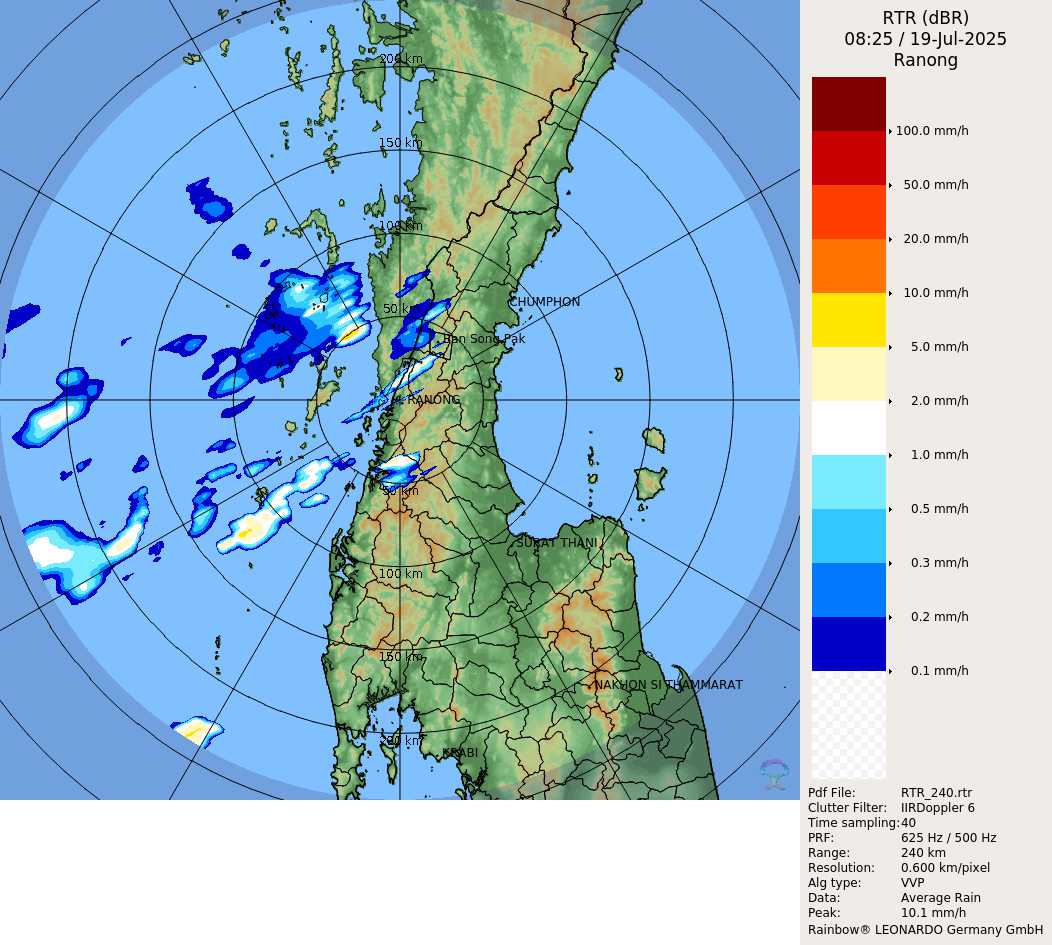 RTR (dBR)
08:25 / 19-Jul-2025
Ranong
100.0 mm/h
50.0 mm/h
20.0 mm/h
10.0 mm/h
5.0 mm/h
2.0 mm/h
1.0 mm/h
0.5 mm/h
0.3 mm/h
0.2 mm/h
0.1 mm/h
200 km
150 km
100 km
CHUMPHON
50 km
Ban Song Pak
RANONG
50 km
SURAT THANI
100 km
150 km
NAKHON SI THAMMARAT
200 km
KRABI
Pdf File: RTR_240.rtr
Clutter Filter: IIRDoppler 6
Time sampling:40
PRF: 625 Hz / 500 Hz
Range: 240 km
Resolution: 0.600 km/pixel
Alg type: VVP
Data: Average Rain
Peak: 10.1 mm/h
Rainbow® LEONARDO Germany GmbH